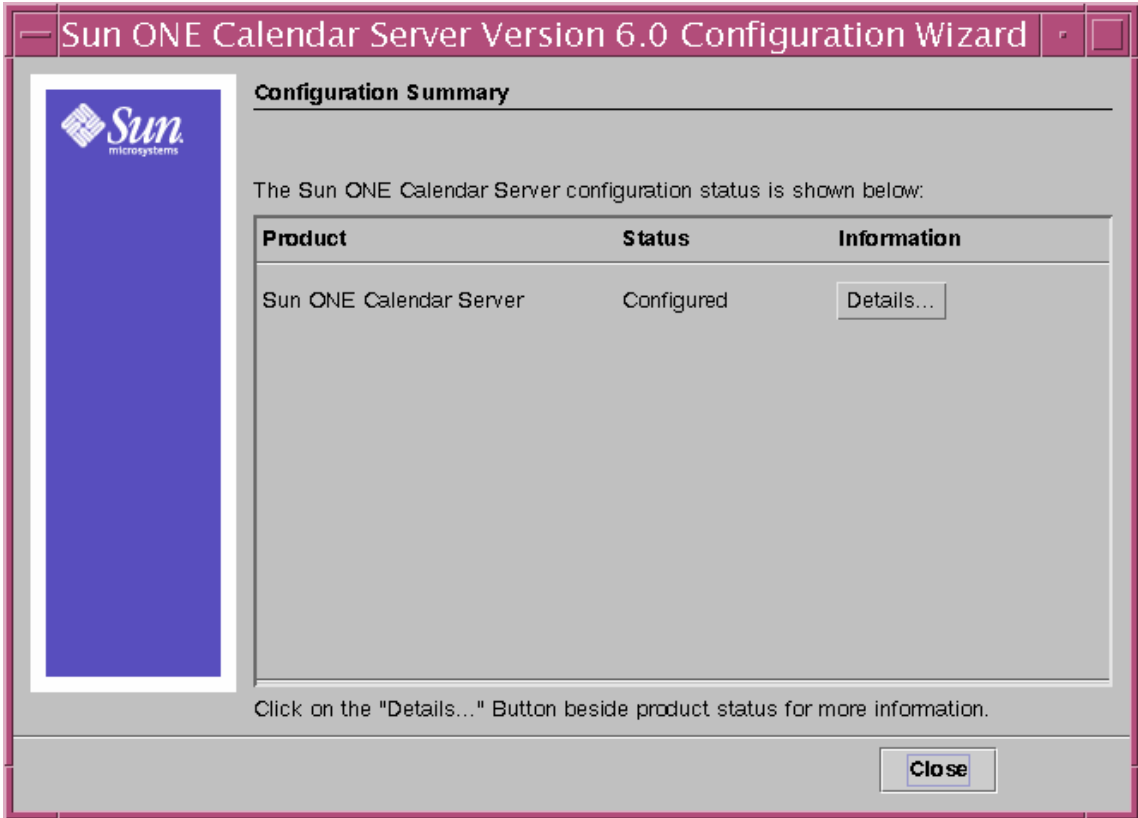 Sun ONE Calendar Server Version 6.0 Configuration Wizard
Sun
microsystems
Configuration Summary
The Sun ONE Calendar Server configuration status is shown below:
Product Status Information
Sun ONE Calendar Server Configured Details...
Click on the "Details..." Button beside product status for more information.
Close